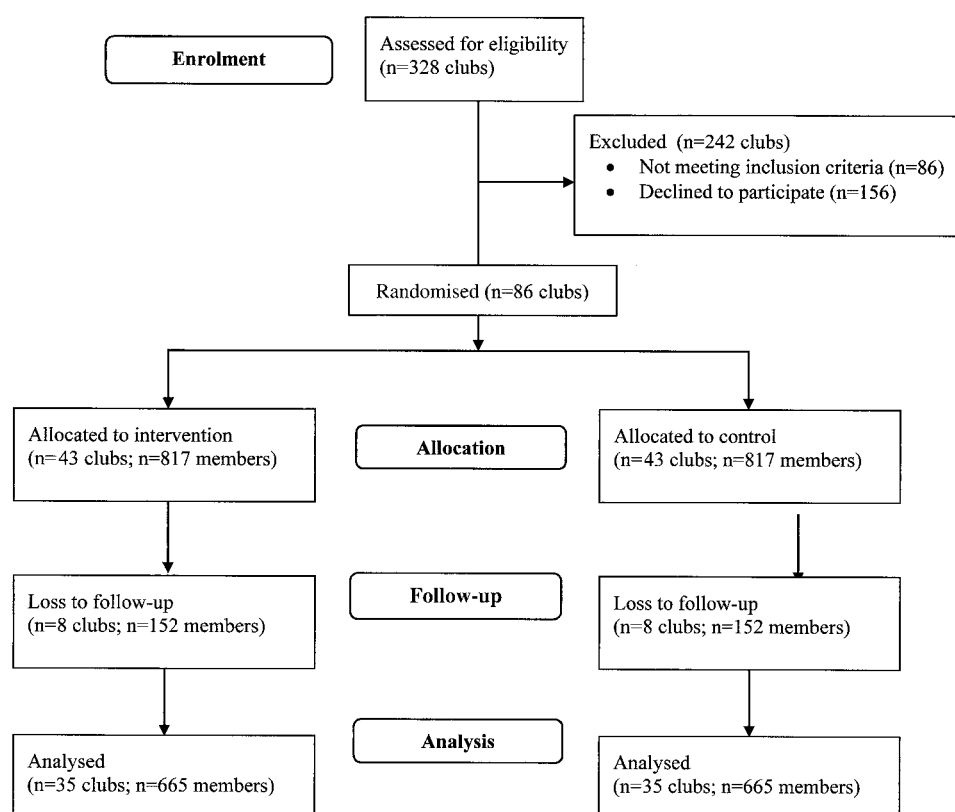 Enrolment
Assessed for eligibility
(n=328 clubs)
Excluded (n=242 clubs)
• Not meeting inclusion criteria (n=86)
• Declined to participate (n=156)
Randomised (n=86 clubs)
Allocated to intervention
(n=43 clubs; n=817 members)
Allocation
Allocated to control
(n=43 clubs; n=817 members)
Loss to follow-up
(n=8 clubs; n=152 members)
Follow-up
Loss to follow-up
(n=8 clubs; n=152 members)
Analysed
(n=35 clubs; n=665 members)
Analysis
Analysed
(n=35 clubs; n=665 members)